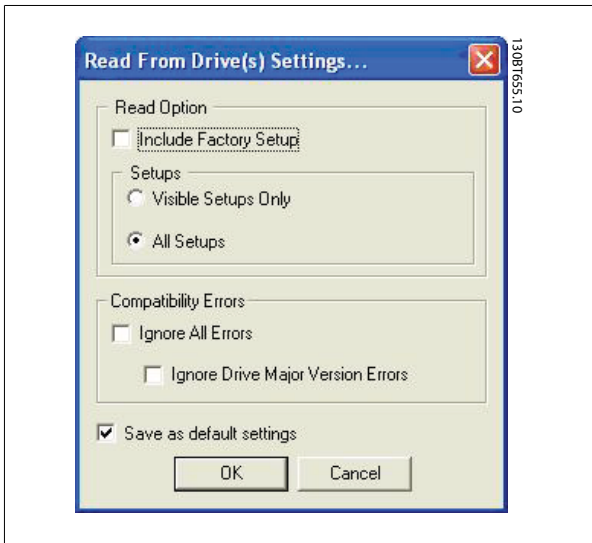 Read From Drive(s) Settings...
Read Option
Include Factory Setup
Setups
Visible Setups Only
All Setups
Compatibility Errors
Ignore All Errors
Ignore Drive Major Version Errors
Save as default settings
OK
Cancel
130BT655.10